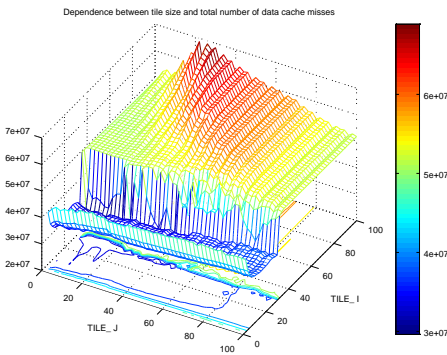 Dependence between tile size and total number of data cache misses
7e+07
6e+07
5e+07
4e+07
3e+07
2e+07
0
20
40
60
80
100
TILE_ J
0
20
40
60
80
100
TILE_ I
6e+07
5e+07
4e+07
3e+07